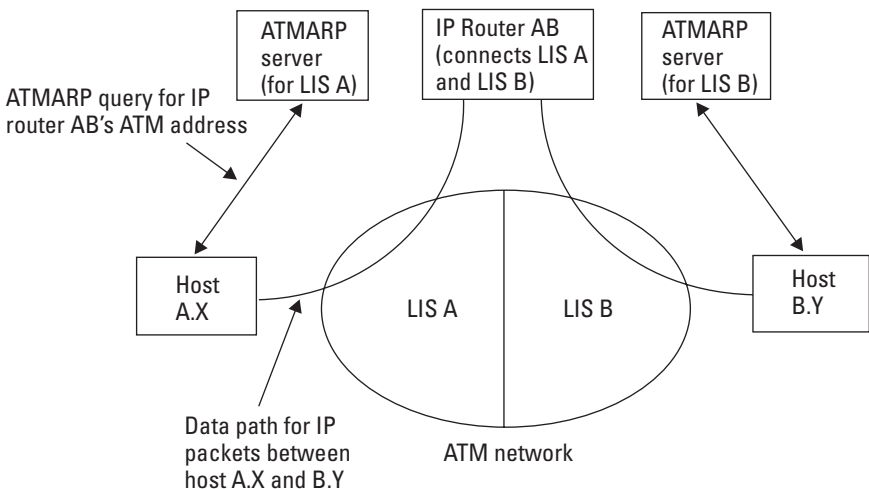 ATMARP
server
(for LIS A)
IP Router AB
(connects LIS A
and LIS B)
ATMARP
server
(for LIS B)
ATMARP query for IP
router AB's ATM address
Host
A.X
LIS A
LIS B
Host
B.Y
Data path for IP
packets between
host A.X and B.Y
ATM network